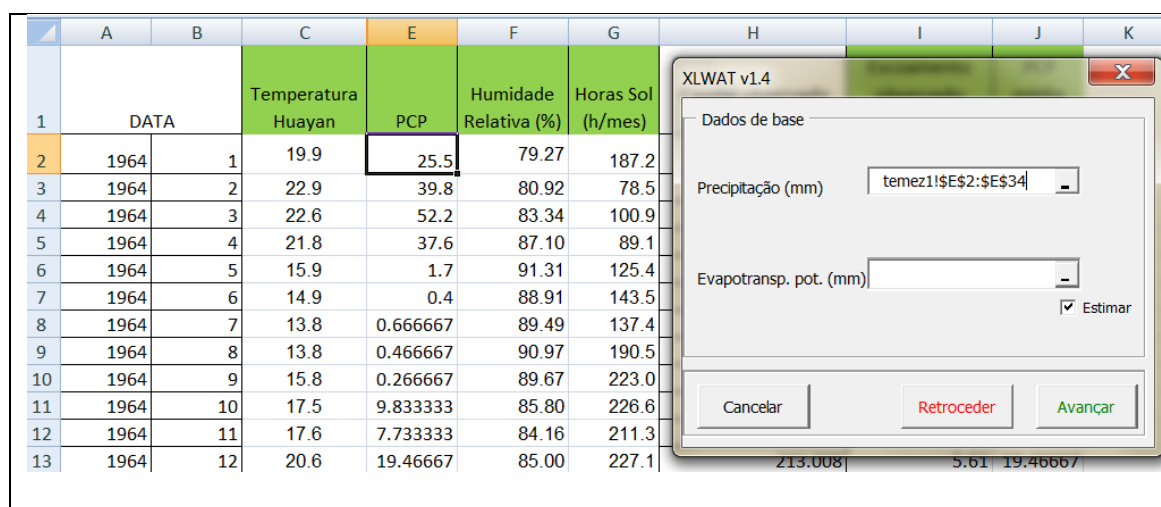 A B C E F G H I J K
1 DATA Temperatura Huayan PCP Humidade Relativa (%) Horas Sol (h/mes)
2 1964 1 19.9 25.5 79.27 187.2
3 1964 2 22.9 39.8 80.92 78.5
4 1964 3 22.6 52.2 83.34 100.9
5 1964 4 21.8 37.6 87.10 89.1
6 1964 5 15.9 1.7 91.31 125.4
7 1964 6 14.9 0.4 88.91 143.5
8 1964 7 13.8 0.666667 89.49 137.4
9 1964 8 13.8 0.466667 90.97 190.5
10 1964 9 15.8 0.266667 89.67 223.0
11 1964 10 17.5 9.833333 85.80 226.6
12 1964 11 17.6 7.733333 84.16 211.3
13 1964 12 20.6 19.46667 85.00 227.1 213.008 5.61 19.46667
XLWAT v1.4
Dados de base
Precipitação (mm) temez1!$E$2:$E$34
Evapotransp. pot. (mm)
Estimar
Cancelar Retroceder Avançar